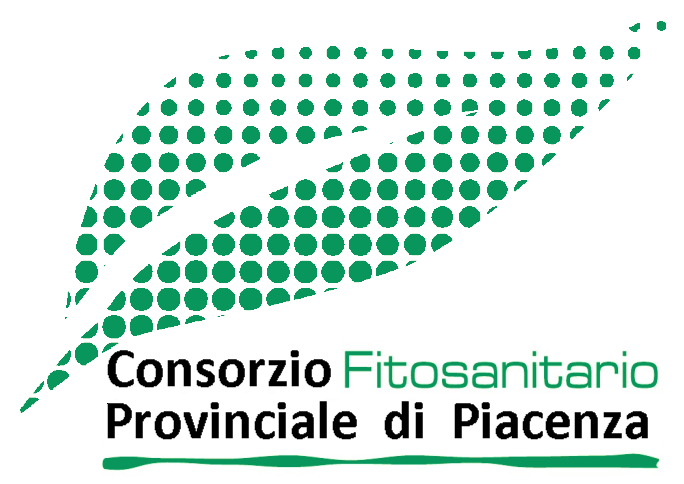 Consorzio Fitosanitario
Provinciale di Piacenza